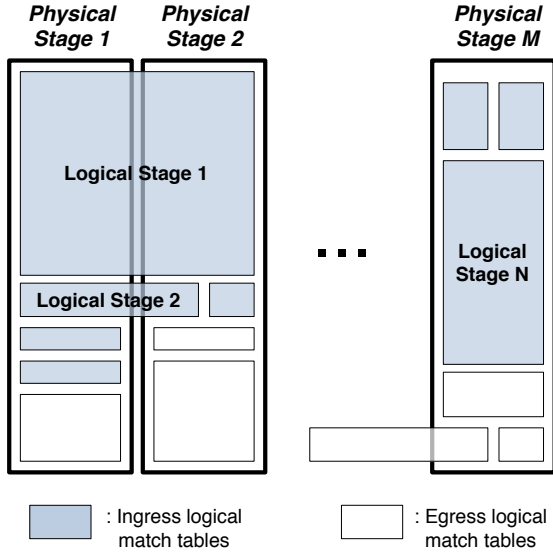 Physical Stage 1
Physical Stage 2
Physical Stage M
Logical Stage 1
Logical Stage 2
...
Logical Stage N
: Ingress logical match tables
: Egress logical match tables